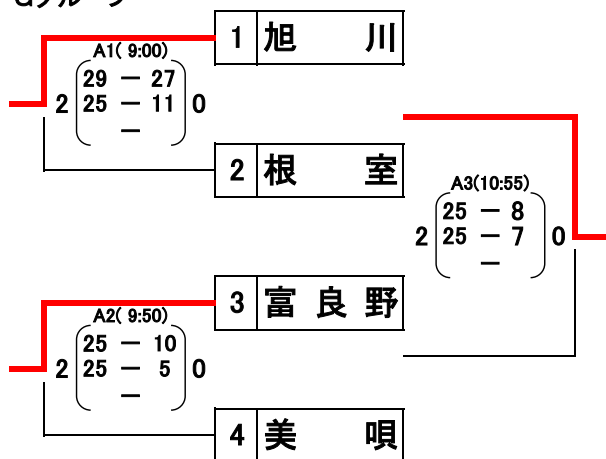 1 旭 川
A1( 9:00)
29 － 27
2 25 － 11 0
－
2 根 室
A3(10:55)
25 － 8
2 25 － 7 0
－
3 富 良 野
A2( 9:50)
25 － 10
2 25 － 5 0
－
4 美 唄